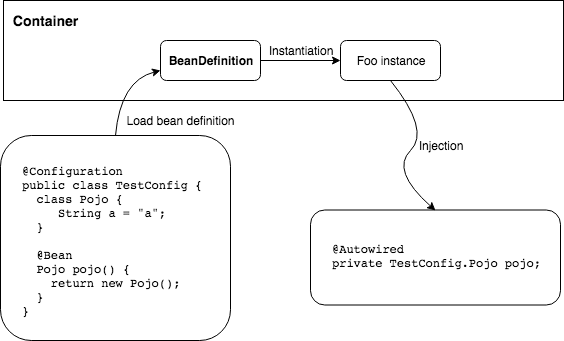 Container
BeanDefinition
Instantiation
Foo instance
Load bean definition
Injection
@Configuration
public class TestConfig {
  class Pojo {
     String a = "a";
  }

  @Bean
  Pojo pojo() {
    return new Pojo();
  }
}
@Autowired
private TestConfig.Pojo pojo;